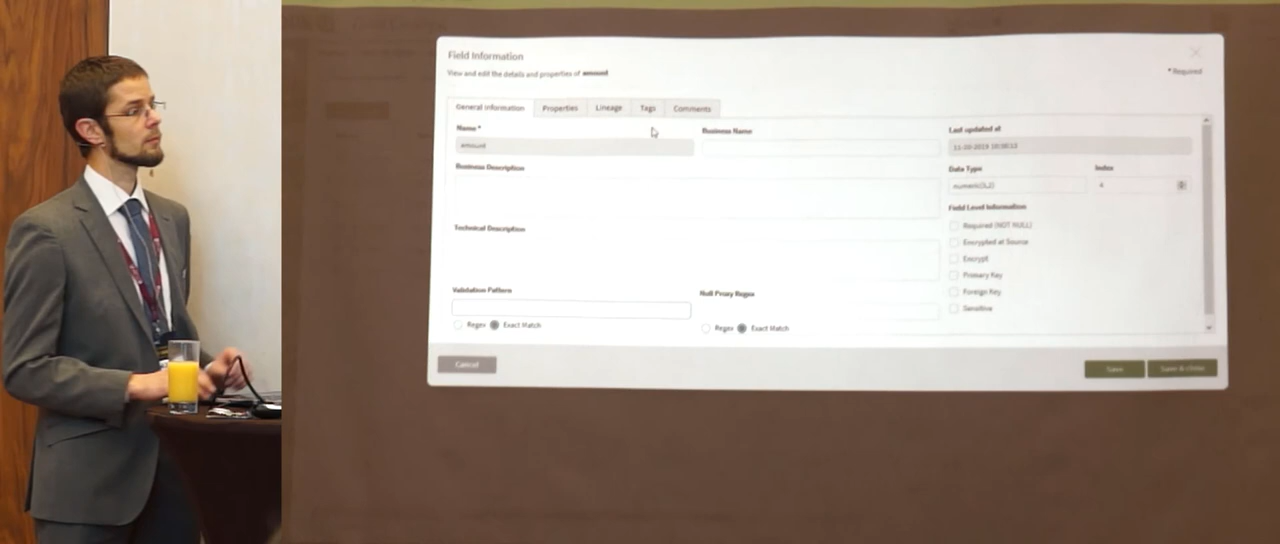 Field Information
View and edit the details and properties of amount
* Required
General Information
Properties
Lineage
Tags
Comments
Name *
Business Name
Last updated at
amount
Business Description
Data Type
Index
4
Field Level Information
Technical Description
Required (NOT NULL)
Encrypted at Source
Encrypt
Primary Key
Foreign Key
Sensitive
Validation Pattern
Null Proxy Regex
Regex
Exact Match
Regex
Exact Match
Cancel
Save
Save & close